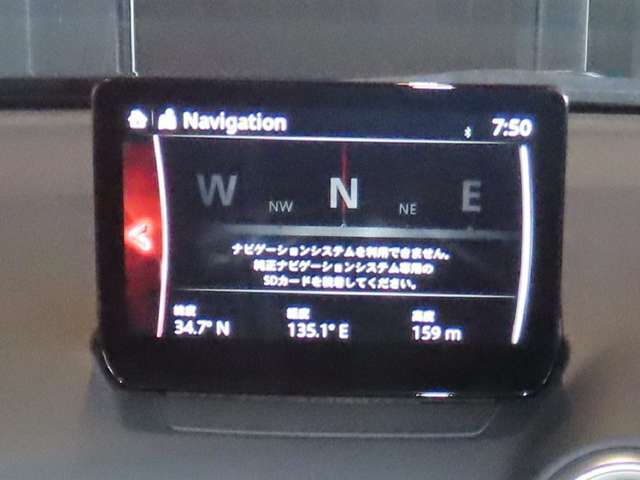 Navigation
7:50
W NW N NE E
ナビゲーションシステムを利用できません。
純正ナビゲーションシステム専用の
SDカードを装着してください。
緯度 経度 高度
34.7° N 135.1° E 159 m